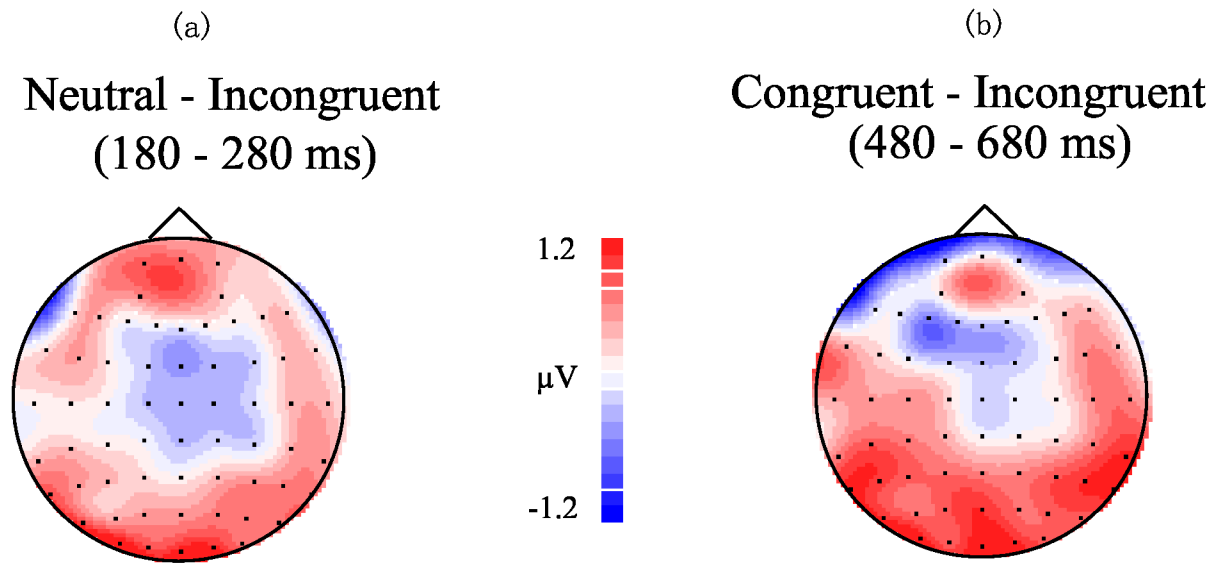 (a)
Neutral - Incongruent
(180 - 280 ms)
(b)
Congruent - Incongruent
(480 - 680 ms)
1.2
µV
-1.2